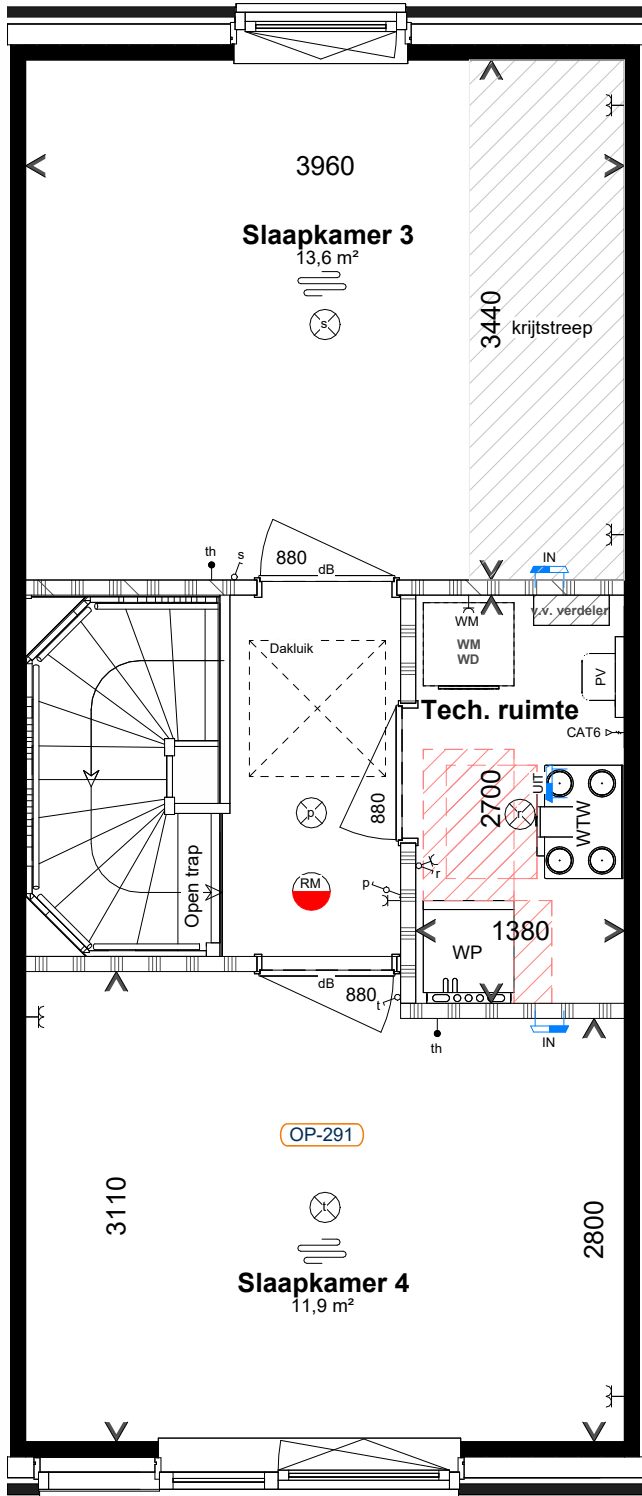 3960
Slaapkamer 3
13,6 m²
s
3440
krijtstreep
th
s
880
dB
IN
v.v. verdeler
WM
WM
WD
Dakluik
PV
Tech. ruimte
CAT6
880
2700
UIT
r
WTW
p
RM
p
r
Open trap
WP
1380
dB
880
t
th
IN
OP-291
3110
t
2800
Slaapkamer 4
11,9 m²